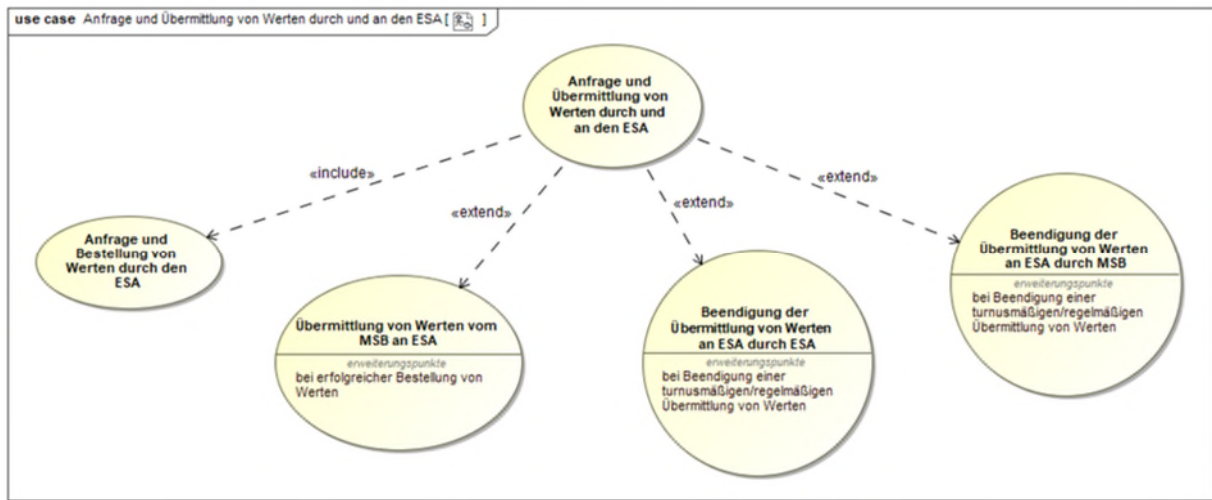 use case Anfrage und Übermittlung von Werten durch und an den ESA [ ]
Anfrage und
Übermittlung von
Werten durch und
an den ESA
«include»
«extend»
«extend»
«extend»
Anfrage und
Bestellung von
Werten durch den
ESA
Übermittlung von Werten vom
MSB an ESA
erweiterungspunkte
bei erfolgreicher Bestellung von
Werten
Beendigung der
Übermittlung von Werten
an ESA durch ESA
erweiterungspunkte
bei Beendigung einer
turnusmäßigen/regelmäßigen
Übermittlung von Werten
Beendigung der
Übermittlung von Werten
an ESA durch MSB
erweiterungspunkte
bei Beendigung einer
turnusmäßigen/regelmäßigen
Übermittlung von Werten